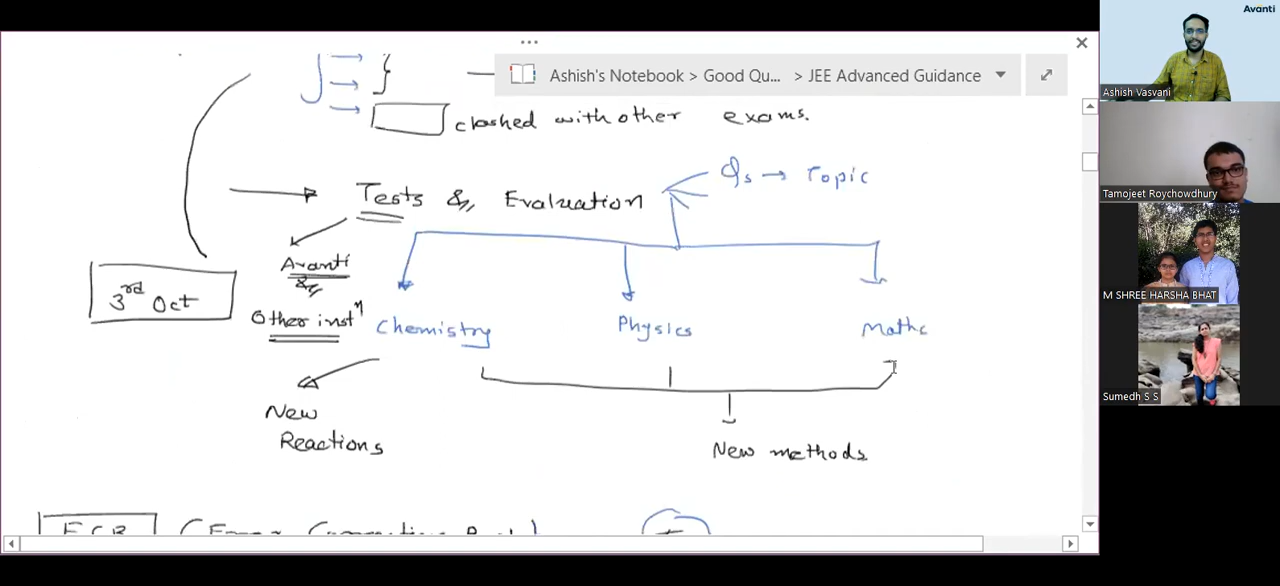 Avanti
Ashish's Notebook > Good Qu... > JEE Advanced Guidance
Ashish Vasvani
clashed with other exams.
Qs → Topic
Tests & Evaluation
Tamojeet Roychowdhury
Avanti
&
3rd Oct
Other instn
Chemistry
Physics
Maths
M SHREE HARSHA BHAT
Sumedh S S
New
Reactions
New methods